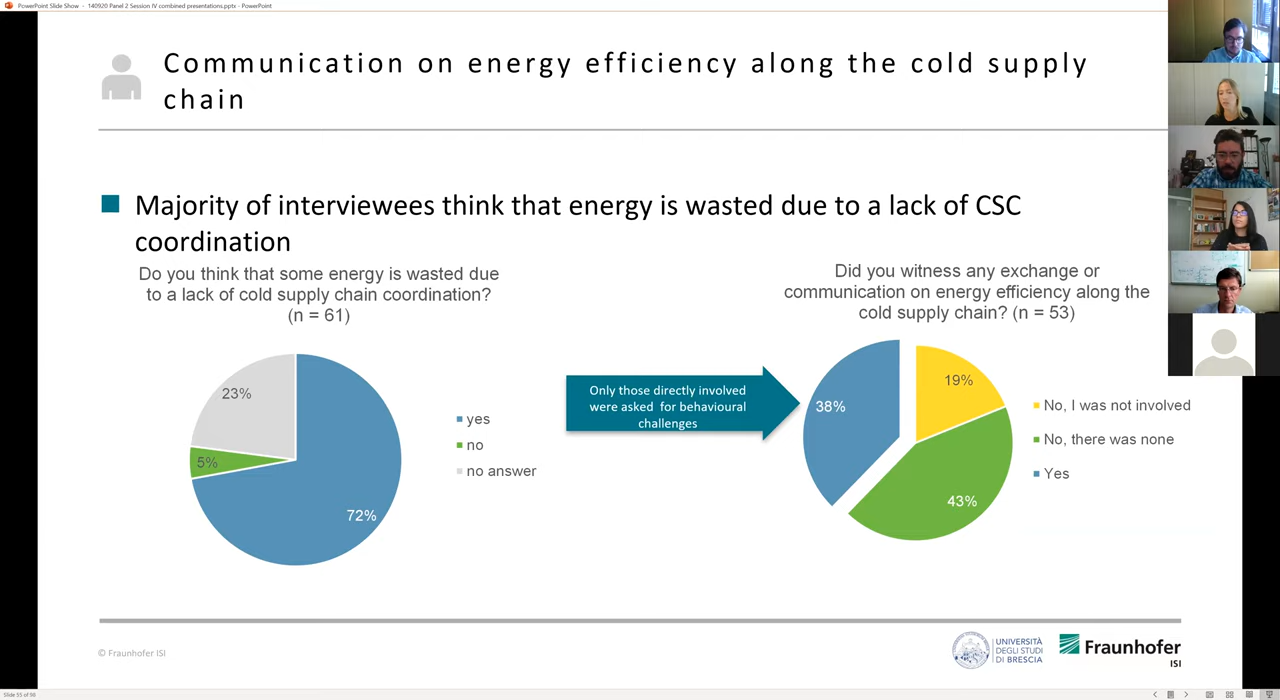 PowerPoint Slide Show - 140920 Panel 2 Session IV combined presentations.pptx - PowerPoint
Communication on energy efficiency along the cold supply
chain
Majority of interviewees think that energy is wasted due to a lack of CSC
coordination
Do you think that some energy is wasted due
to a lack of cold supply chain coordination?
(n = 61)
23%
5%
72%
yes
no
no answer
Only those directly involved
were asked for behavioural
challenges
Did you witness any exchange or
communication on energy efficiency along the
cold supply chain? (n = 53)
19%
38%
43%
No, I was not involved
No, there was none
Yes
© Fraunhofer ISI
UNIVERSITÀ
DEGLI STUDI
DI BRESCIA
Fraunhofer
ISI
Slide 55 of 98